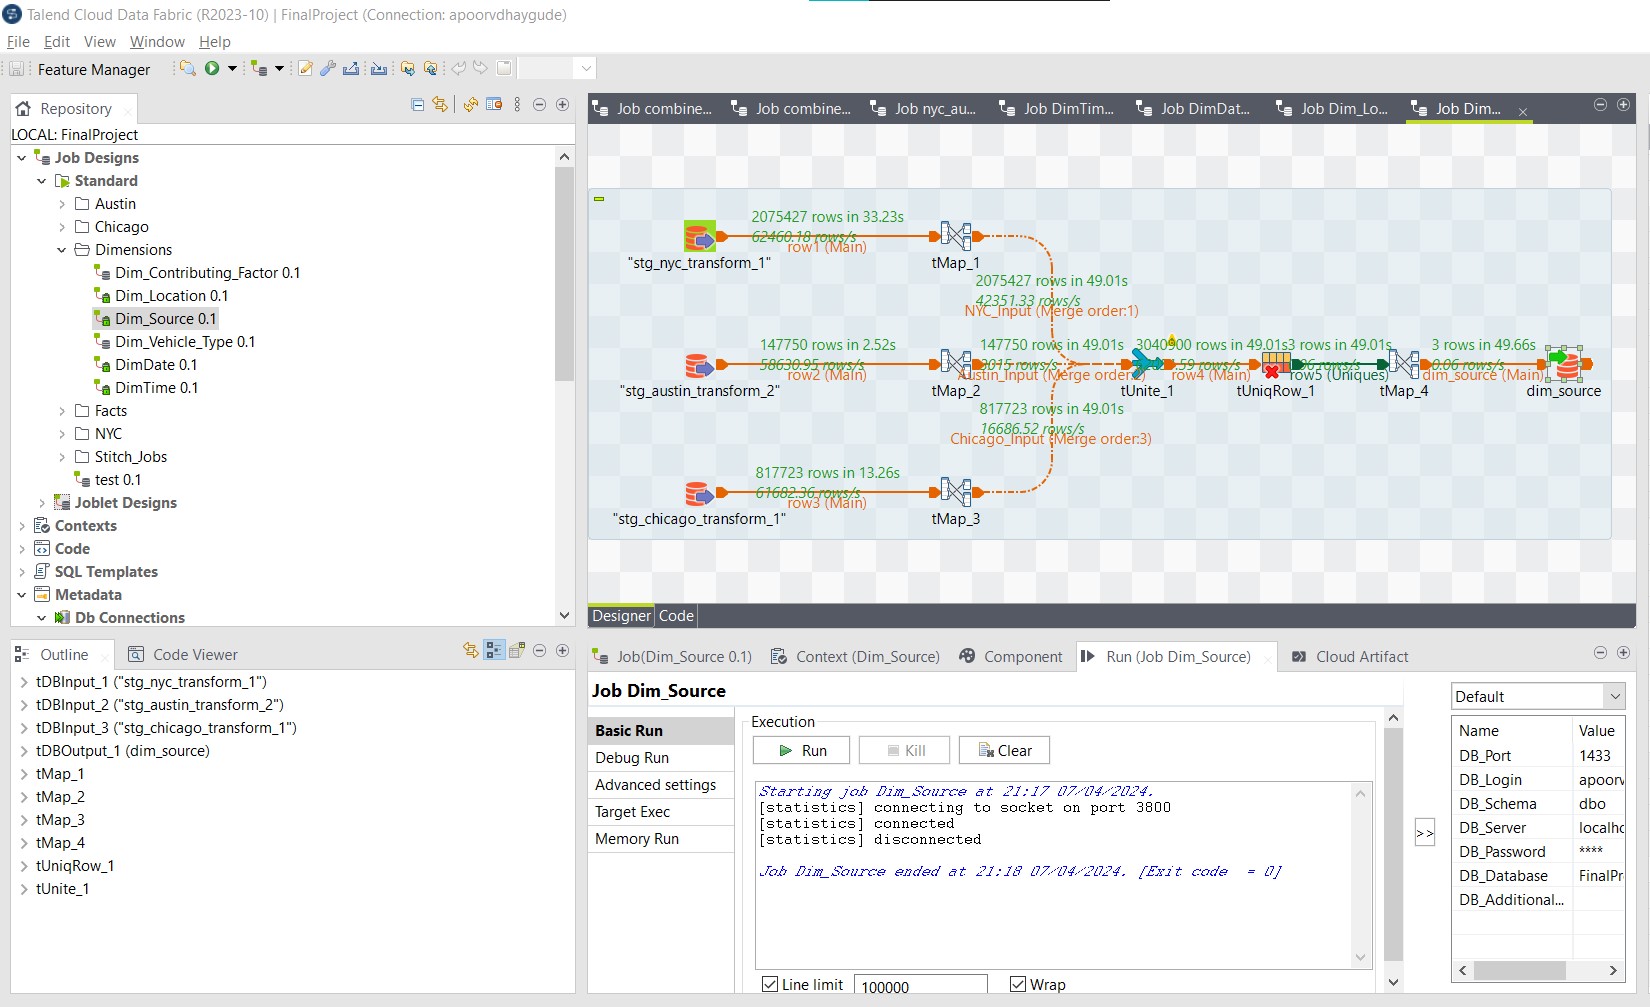 Talend Cloud Data Fabric (R2023-10) | FinalProject (Connection: apoorvdhaygude)
File Edit View Window Help
Feature Manager
Repository
LOCAL: FinalProject
Job Designs
Standard
Austin
Chicago
Dimensions
Dim_Contributing_Factor 0.1
Dim_Location 0.1
Dim_Source 0.1
Dim_Vehicle_Type 0.1
DimDate 0.1
DimTime 0.1
Facts
NYC
Stitch_Jobs
test 0.1
Joblet Designs
Contexts
Code
SQL Templates
Metadata
Db Connections
Job combine... Job combine... Job nyc_au... Job DimTim... Job DimDat... Job Dim_Lo... Job Dim...
2075427 rows in 33.23s
62460.18 rows/s
row1 (Main)
"stg_nyc_transform_1"
tMap_1
2075427 rows in 49.01s
42351.33 rows/s
NYC_Input (Merge order:1)
147750 rows in 2.52s
58630.95 rows/s
row2 (Main)
"stg_austin_transform_2"
147750 rows in 49.01s
rows/s
Austin_Input (Merge order:2)
tMap_2
3040900 rows in 49.01s
row4 (Main)
tUnite_1
3 rows in 49.01s
row5 (Uniques)
tUniqRow_1
tMap_4
3 rows in 49.66s
0.06 rows/s
dim_source (Main)
dim_source
817723 rows in 49.01s
16686.52 rows/s
Chicago_Input (Merge order:3)
817723 rows in 13.26s
61682.36 rows/s
row3 (Main)
"stg_chicago_transform_1"
tMap_3
Designer Code
Outline Code Viewer
tDBInput_1 ("stg_nyc_transform_1")
tDBInput_2 ("stg_austin_transform_2")
tDBInput_3 ("stg_chicago_transform_1")
tDBOutput_1 (dim_source)
tMap_1
tMap_2
tMap_3
tMap_4
tUniqRow_1
tUnite_1
Job(Dim_Source 0.1) Context (Dim_Source) Component Run (Job Dim_Source) Cloud Artifact
Job Dim_Source
Basic Run
Debug Run
Advanced settings
Target Exec
Memory Run
Execution
Run Kill Clear
Starting job Dim_Source at 21:17 07/04/2024.
[statistics] connecting to socket on port 3800
[statistics] connected
[statistics] disconnected
Job Dim_Source ended at 21:18 07/04/2024. [Exit code  = 0]
Line limit 100000 Wrap
>>
Default
Name Value
DB_Port 1433
DB_Login apoorv
DB_Schema dbo
DB_Server localho
DB_Password ****
DB_Database FinalPr
DB_Additional...